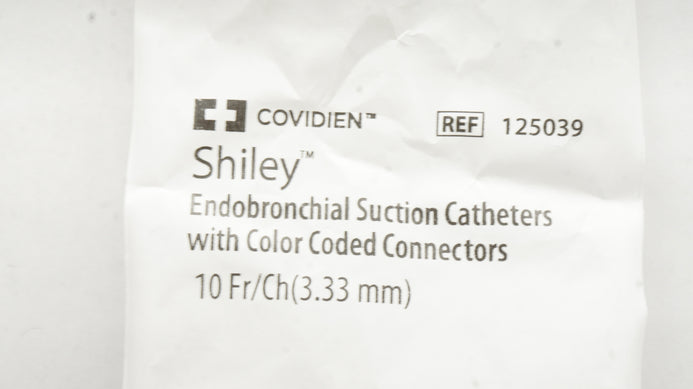 COVIDIEN™ REF 125039
Shiley™
Endobronchial Suction Catheters
with Color Coded Connectors
10 Fr/Ch(3.33 mm)